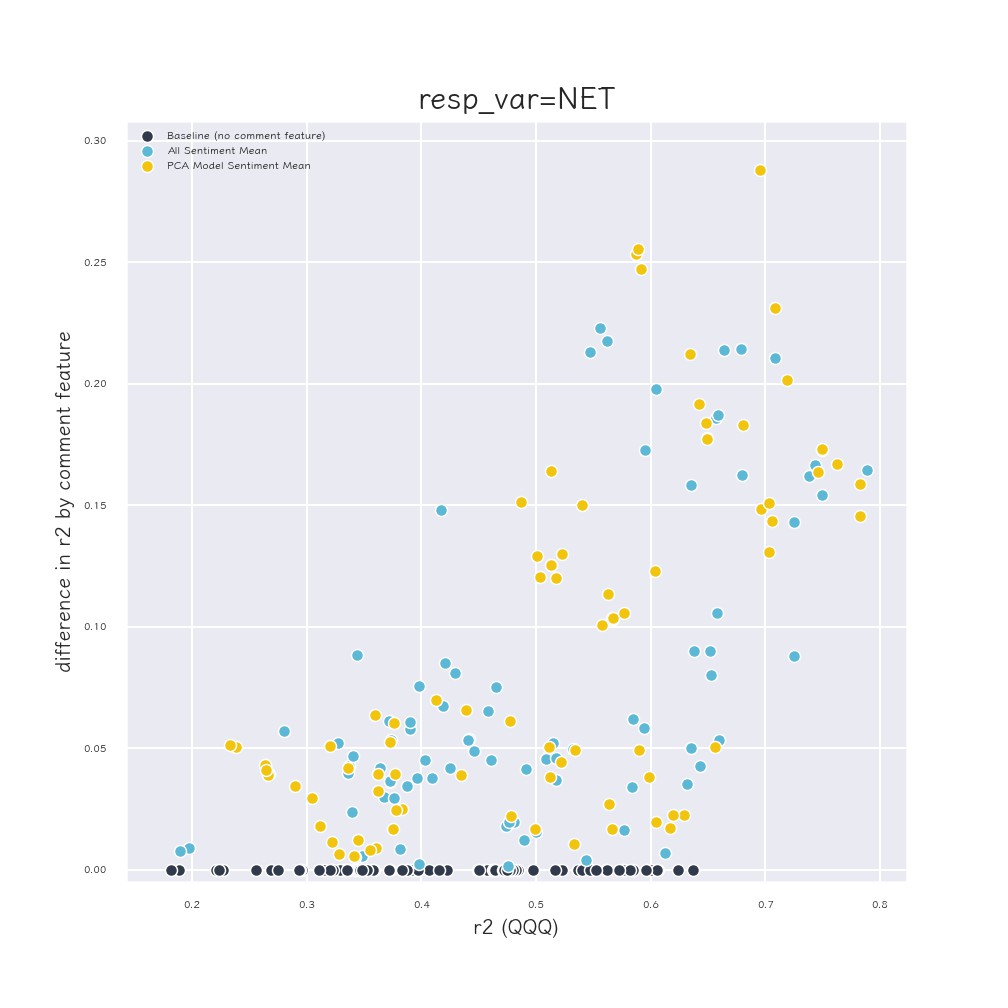 resp_var=NET
Baseline (no comment feature)
All Sentiment Mean
PCA Model Sentiment Mean
difference in r2 by comment feature
0.30
0.25
0.20
0.15
0.10
0.05
0.00
0.2 0.3 0.4 0.5 0.6 0.7 0.8
r2 (QQQ)